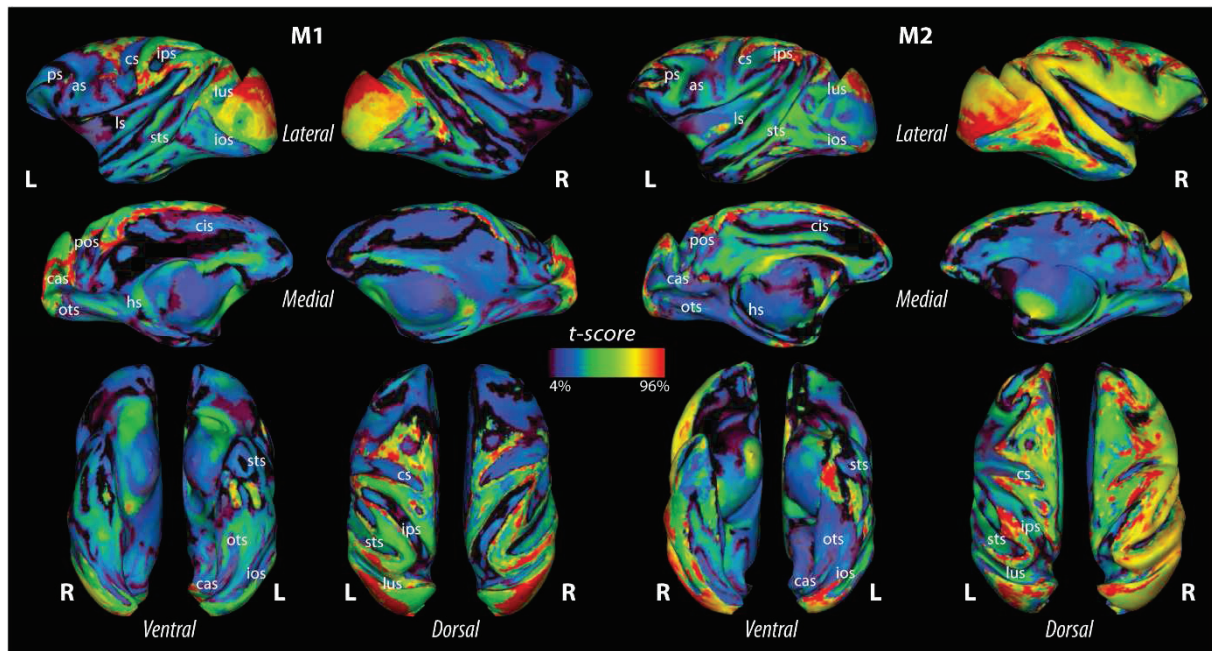 M1
M2
cs
ips
ps
as
lus
ls
sts
ios
Lateral
L
R
cs
ips
ps
as
lus
ls
sts
ios
Lateral
L
R
cis
pos
cas
ots
hs
Medial
cis
pos
cas
ots
hs
Medial
t-score
4%
96%
sts
ots
cas
ios
R
L
Ventral
cs
ips
sts
lus
L
R
Dorsal
sts
ots
cas
ios
R
L
Ventral
cs
ips
sts
lus
L
R
Dorsal